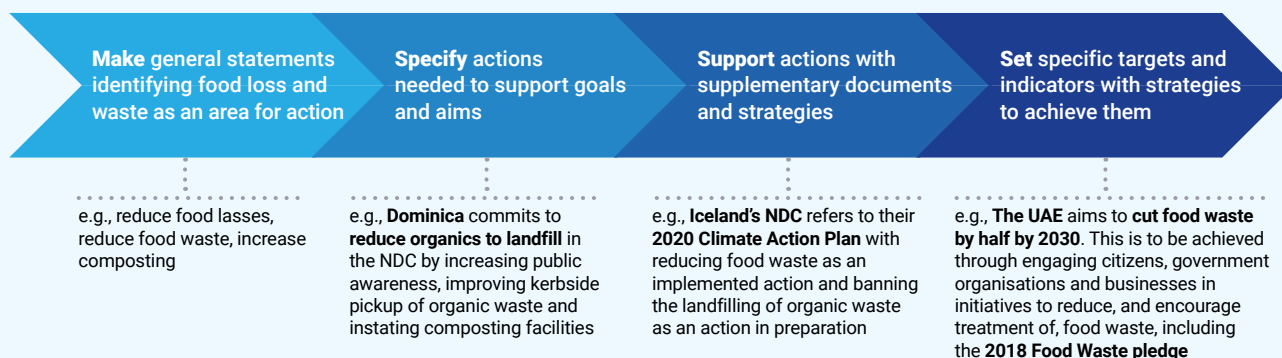 Make general statements
identifying food loss and
waste as an area for action
Specify actions
needed to support goals
and aims
Support actions with
supplementary documents
and strategies
Set specific targets and
indicators with strategies
to achieve them
e.g., reduce food lasses,
reduce food waste, increase
composting
e.g., Dominica commits to
reduce organics to landfill in
the NDC by increasing public
awareness, improving kerbside
pickup of organic waste and
instating composting facilities
e.g., Iceland's NDC refers to their
2020 Climate Action Plan with
reducing food waste as an
implemented action and banning
the landfilling of organic waste
as an action in preparation
e.g., The UAE aims to cut food waste
by half by 2030. This is to be achieved
through engaging citizens, government
organisations and businesses in
initiatives to reduce, and encourage
treatment of, food waste, including
the 2018 Food Waste pledge